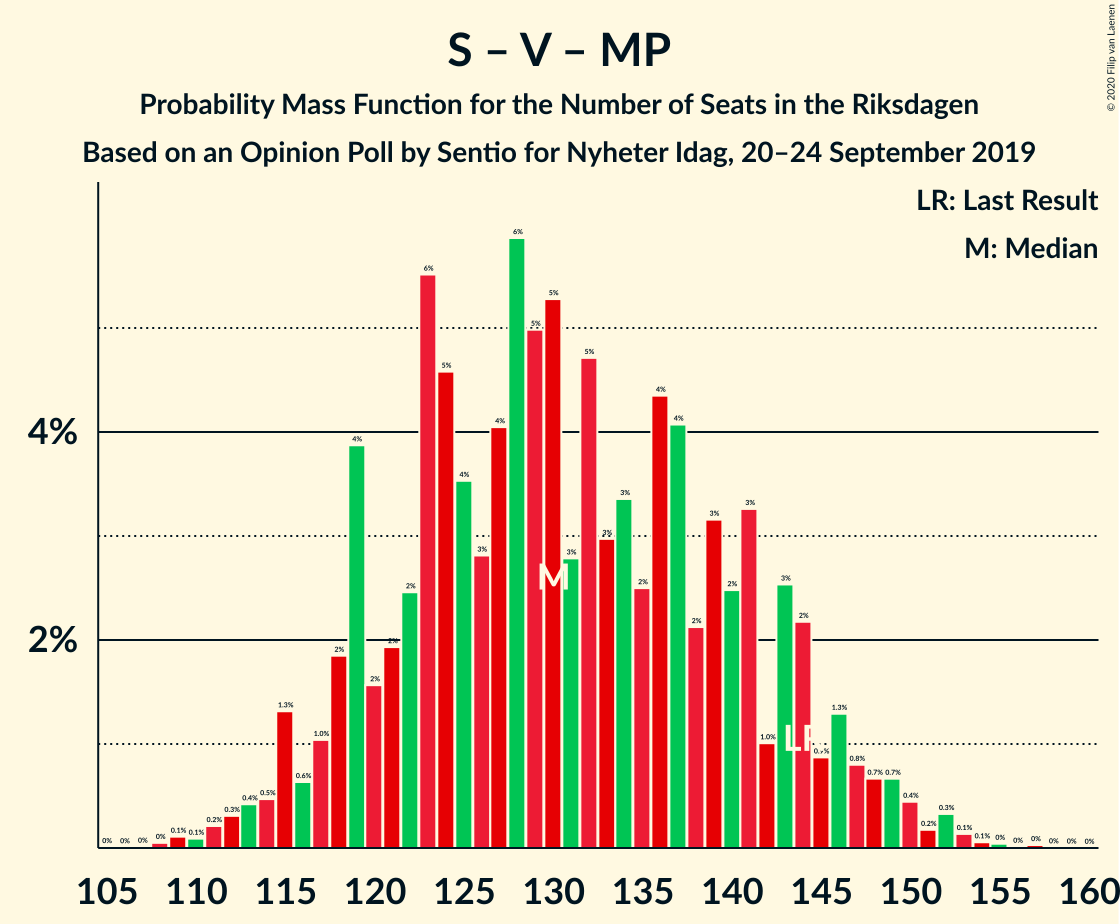 S – V – MP
Probability Mass Function for the Number of Seats in the Riksdagen
Based on an Opinion Poll by Sentio for Nyheter Idag, 20–24 September 2019
© 2020 Filip van Laenen
LR: Last Result
M: Median
4%
2%
0% 0% 0% 0% 0.1% 0.1% 0.2% 0.3% 0.4% 0.5% 1.3% 0.6% 1.0% 2% 4% 2% 2% 2% 6% 5% 4% 3% 4% 6% 5% 5% 3% 5% 3% 3% 2% 4% 4% 2% 3% 2% 3% 1.0% 3% 2% 1.3% 0.8% 0.7% 0.7% 0.4% 0.2% 0.3% 0.1% 0.1% 0% 0% 0% 0% 0% 0%
M
LR
105 110 115 120 125 130 135 140 145 150 155 160